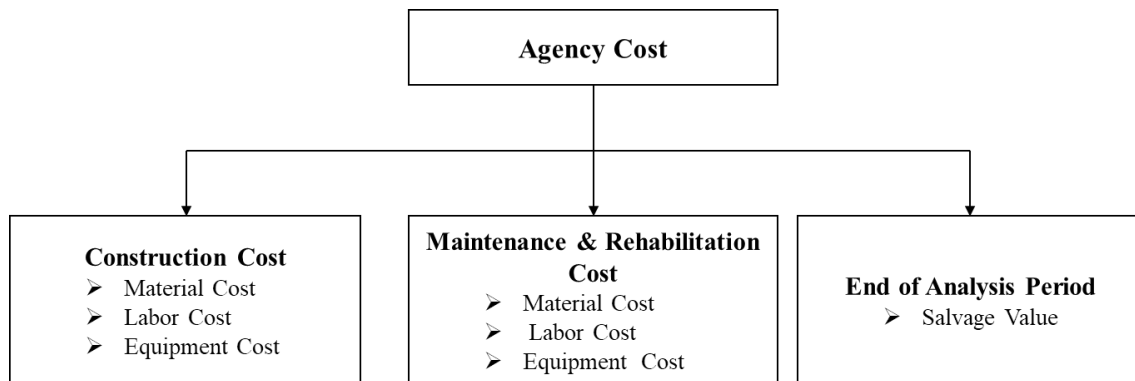 Agency Cost
Construction Cost
➢ Material Cost
➢ Labor Cost
➢ Equipment Cost
Maintenance & Rehabilitation
Cost
➢ Material Cost
➢ Labor Cost
➢ Equipment Cost
End of Analysis Period
➢ Salvage Value